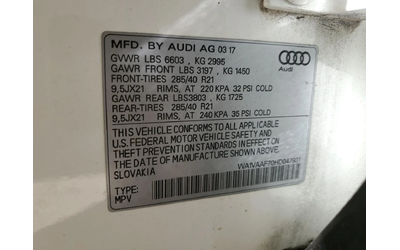 MFD. BY AUDI AG 03 17
GVWR LBS 6603 , KG 2995
GAWR FRONT LBS 3197 , KG 1450
FRONT-TIRES 285/40 R21
9,5JX21 RIMS, AT 220 KPA 32 PSI COLD
GAWR REAR LBS3803 , KG 1725
REAR-TIRES 285/40 R21
9,5JX21 RIMS, AT 240 KPA 35 PSI COLD
THIS VEHICLE CONFORMS TO ALL APPLICABLE
U.S. FEDERAL MOTOR VEHICLE SAFETY AND
THEFT PREVENTION STANDARDS IN EFFECT ON
THE DATE OF MANUFACTURE SHOWN ABOVE.
SLOVAKIA
TYPE:
MPV
Audi